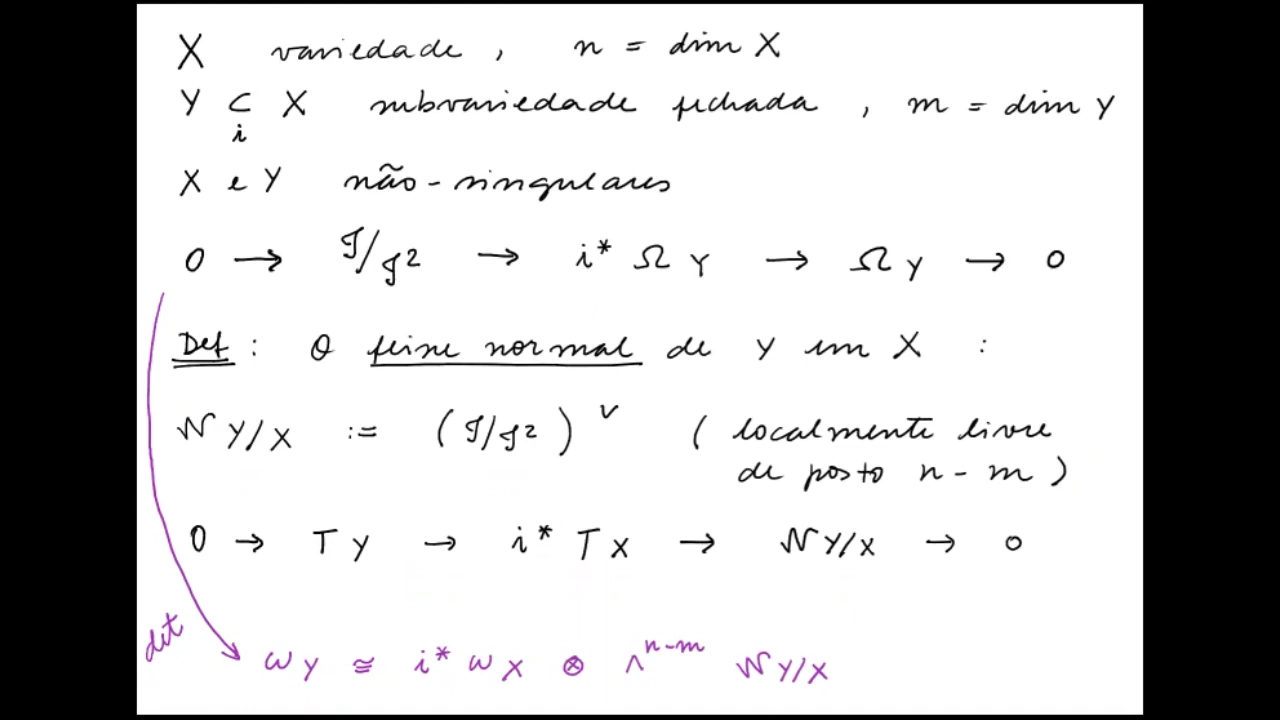 X variedade, n = dim X
Y ⊂ X subvariedade fechada, m = dim Y
i
X e Y não-singulares
0 → I/I² → i* Ω Y → Ω Y → 0
Def: O feixe normal de Y em X :
N Y/X := (I/I²)^∨ (localmente livre
de posto n - m)
0 → T Y → i* T X → N Y/X → 0
det
ω Y ≅ i* ω X ⊗ ∧^{n-m} N Y/X